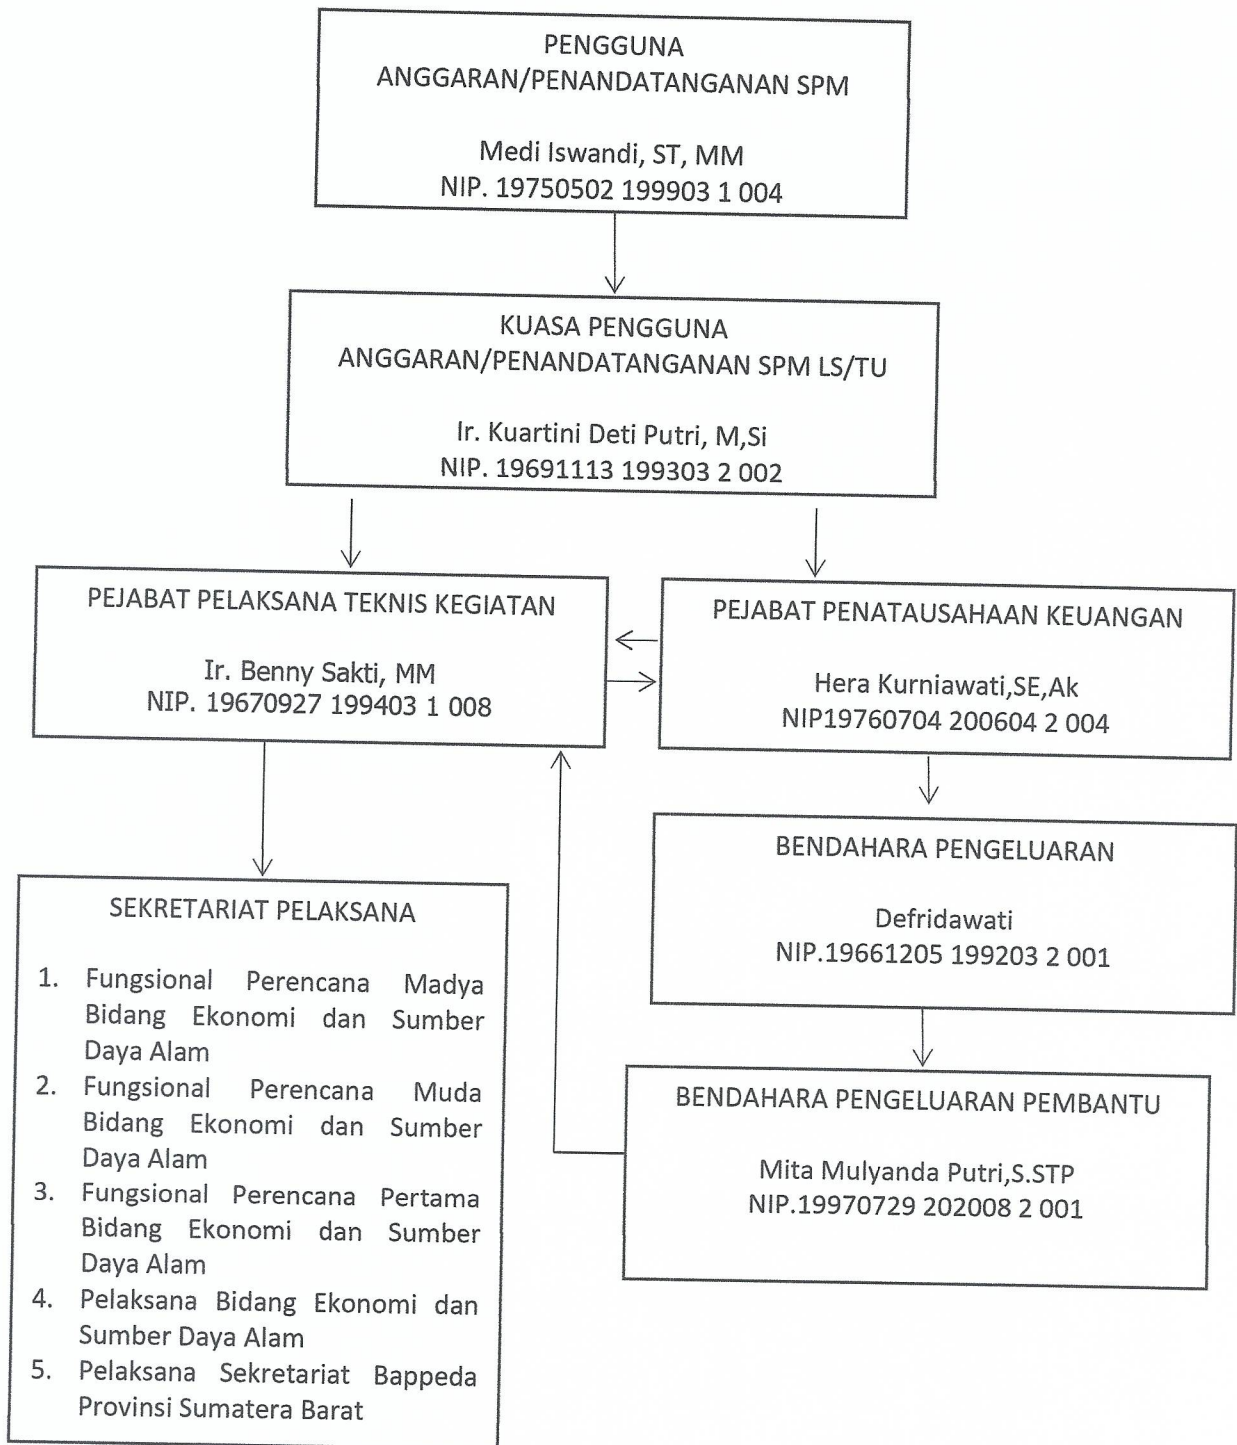 PENGGUNA
ANGGARAN/PENANDATANGANAN SPM
Medi Iswandi, ST, MM
NIP. 19750502 199903 1 004
KUASA PENGGUNA
ANGGARAN/PENANDATANGANAN SPM LS/TU
Ir. Kuartini Deti Putri, M,Si
NIP. 19691113 199303 2 002
PEJABAT PELAKSANA TEKNIS KEGIATAN
Ir. Benny Sakti, MM
NIP. 19670927 199403 1 008
PEJABAT PENATAUSAHAAN KEUANGAN
Hera Kurniawati,SE,Ak
NIP19760704 200604 2 004
BENDAHARA PENGELUARAN
Defridawati
NIP.19661205 199203 2 001
SEKRETARIAT PELAKSANA
1. Fungsional Perencana Madya
Bidang Ekonomi dan Sumber
Daya Alam
2. Fungsional Perencana Muda
Bidang Ekonomi dan Sumber
Daya Alam
3. Fungsional Perencana Pertama
Bidang Ekonomi dan Sumber
Daya Alam
4. Pelaksana Bidang Ekonomi dan
Sumber Daya Alam
5. Pelaksana Sekretariat Bappeda
Provinsi Sumatera Barat
BENDAHARA PENGELUARAN PEMBANTU
Mita Mulyanda Putri,S.STP
NIP.19970729 202008 2 001